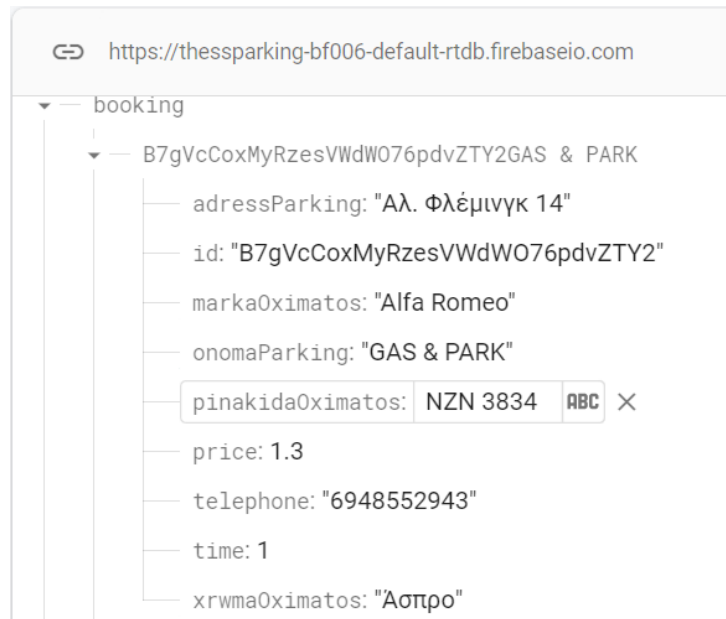 https://thessparking-bf006-default-rtdb.firebaseio.com
booking
B7gVcCoxMyRzesVWdWO76pdvZTY2GAS & PARK
adressParking: "Αλ. Φλέμινγκ 14"
id: "B7gVcCoxMyRzesVWdWO76pdvZTY2"
markaOximatos: "Alfa Romeo"
onomaParking: "GAS & PARK"
pinakidaOximatos: NZN 3834 ABC
price: 1.3
telephone: "6948552943"
time: 1
xrwmaOximatos: "Άσπρο"